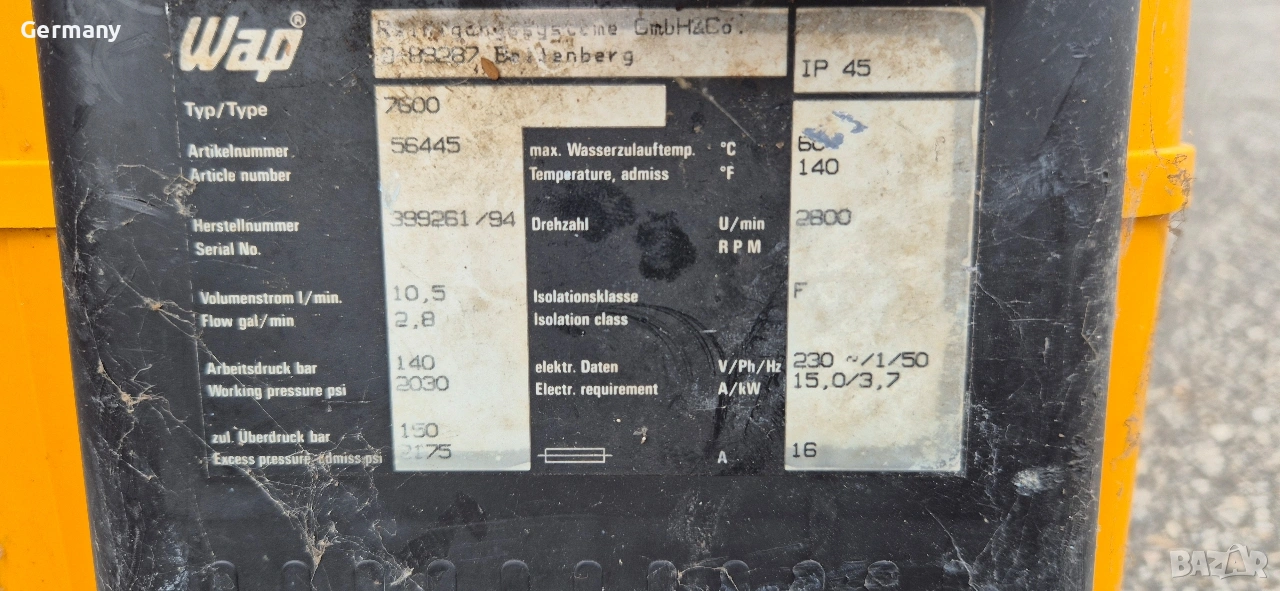 Germany
Wap®
GmbH&Co.
IP 45
Typ/Type 7600
Artikelnummer 56445
Article number
max. Wasserzulauftemp. °C
Temperature, admiss °F 140
Herstellnummer 399261/94
Serial No.
Drehzahl U/min 2800
RPM
Volumenstrom l/min. 10,5
Flow gal/min 2,8
Isolationsklasse F
Isolation class
Arbeitsdruck bar 140
Working pressure psi 2030
elektr. Daten V/Ph/Hz 230 ~/1/50
Electr. requirement A/kW 15,0/3,7
zul. Überdruck bar 150
Excess pressure, admiss psi 2175
A 16
BAZAR